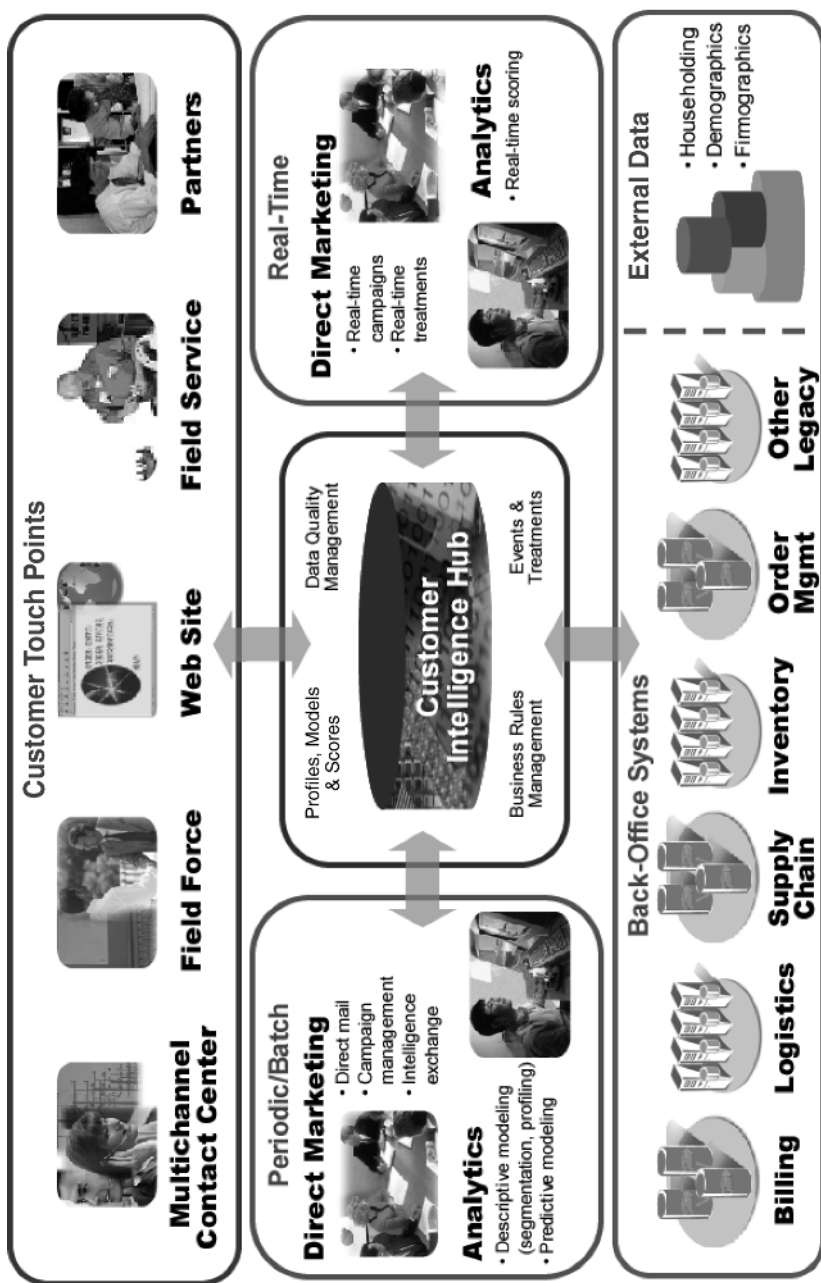 Customer Touch Points
Multichannel
Contact Center
Field Force
Web Site
Field Service
Partners
Periodic/Batch
Direct Marketing
• Direct mail
• Campaign
management
• Intelligence
exchange
Analytics
• Descriptive modeling
(segmentation, profiling)
• Predictive modeling
Profiles, Models
& Scores
Data Quality
Management
Customer
Intelligence Hub
Business Rules
Management
Events &
Treatments
Real-Time
Direct Marketing
• Real-time
campaigns
• Real-time
treatments
Analytics
• Real-time scoring
Back-Office Systems
Billing
Logistics
Supply
Chain
Inventory
Order
Mgmt
Other
Legacy
External Data
• Householding
• Demographics
• Firmographics